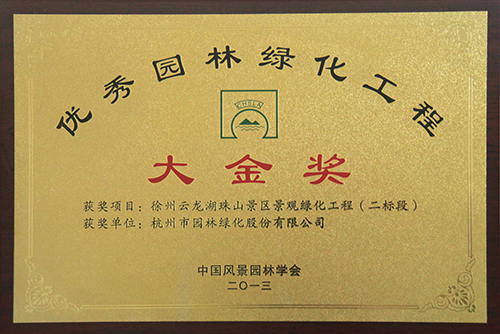 优秀园林绿化工程
CHSLA
大金奖
获奖项目：徐州云龙湖珠山景区景观绿化工程（二标段）
获奖单位：杭州市园林绿化股份有限公司
中国风景园林学会
二〇一三